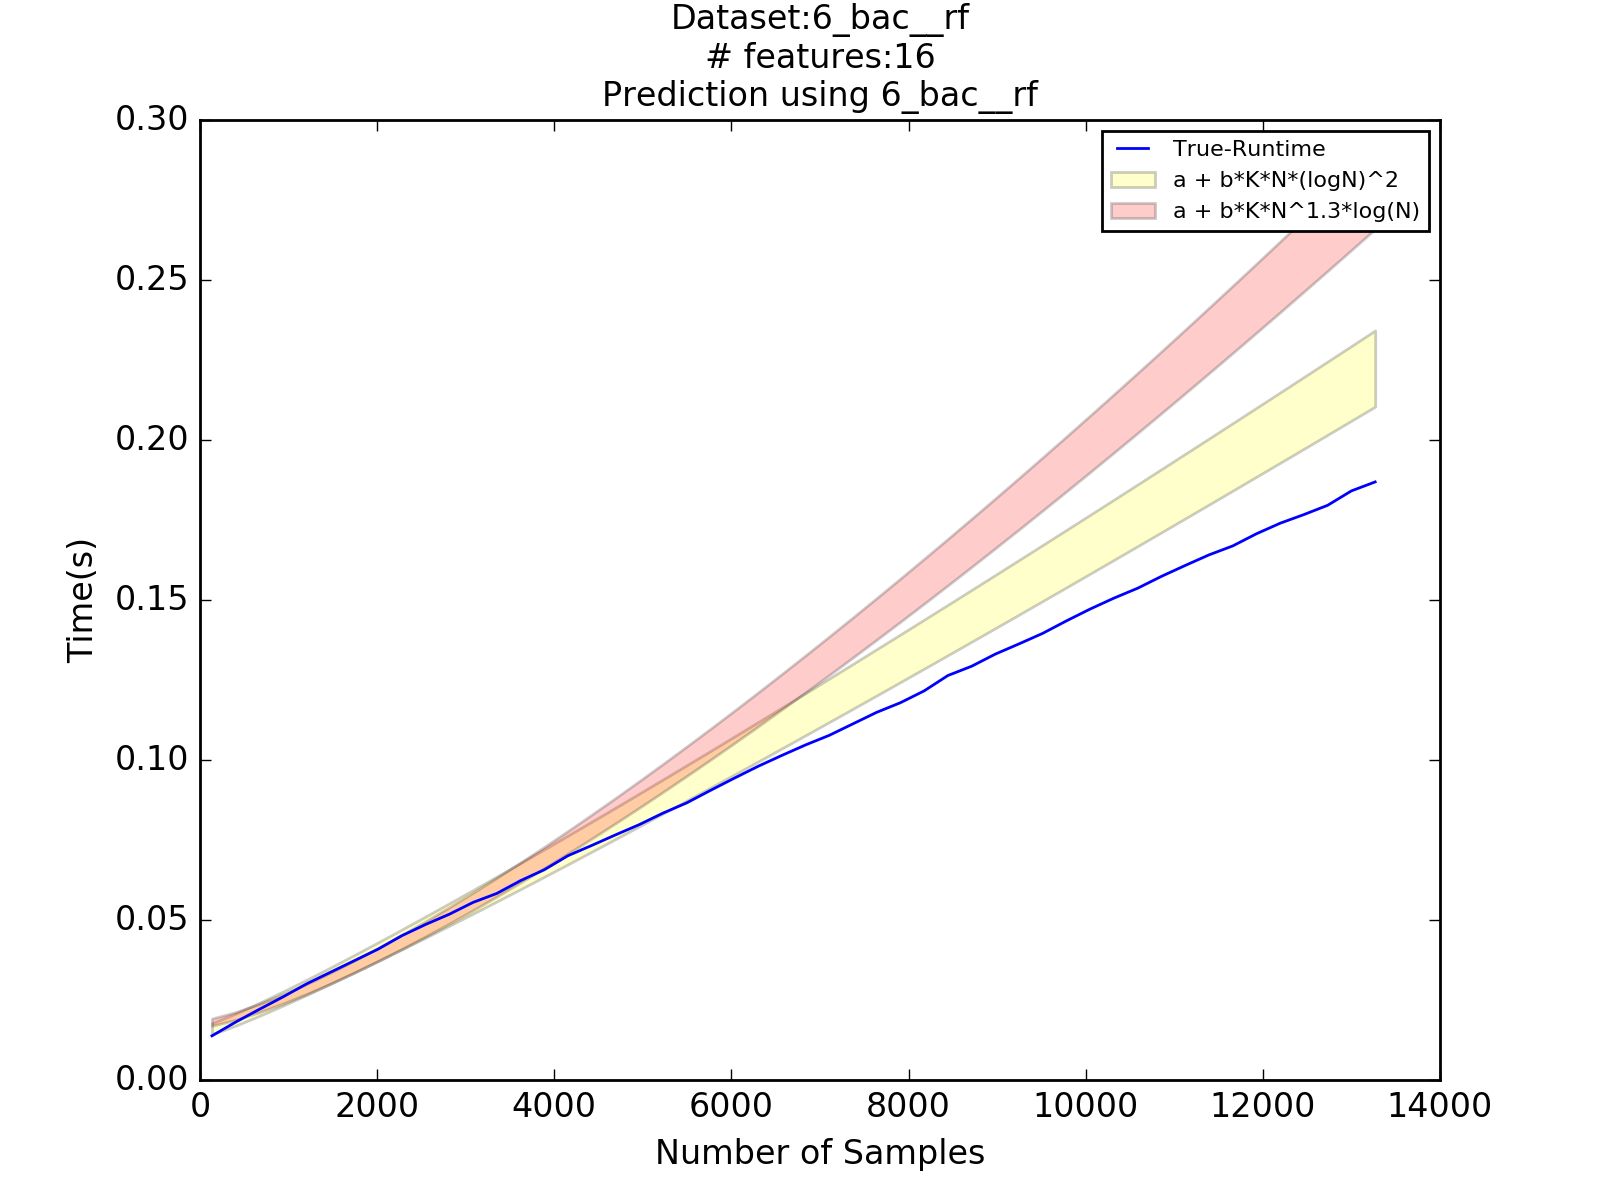 Dataset:6_bac__rf
# features:16
Prediction using 6_bac__rf
True-Runtime
a + b*K*N*(logN)^2
a + b*K*N^1.3*log(N)
0.30
0.25
0.20
0.15
0.10
0.05
0.00
Time(s)
0 2000 4000 6000 8000 10000 12000 14000
Number of Samples